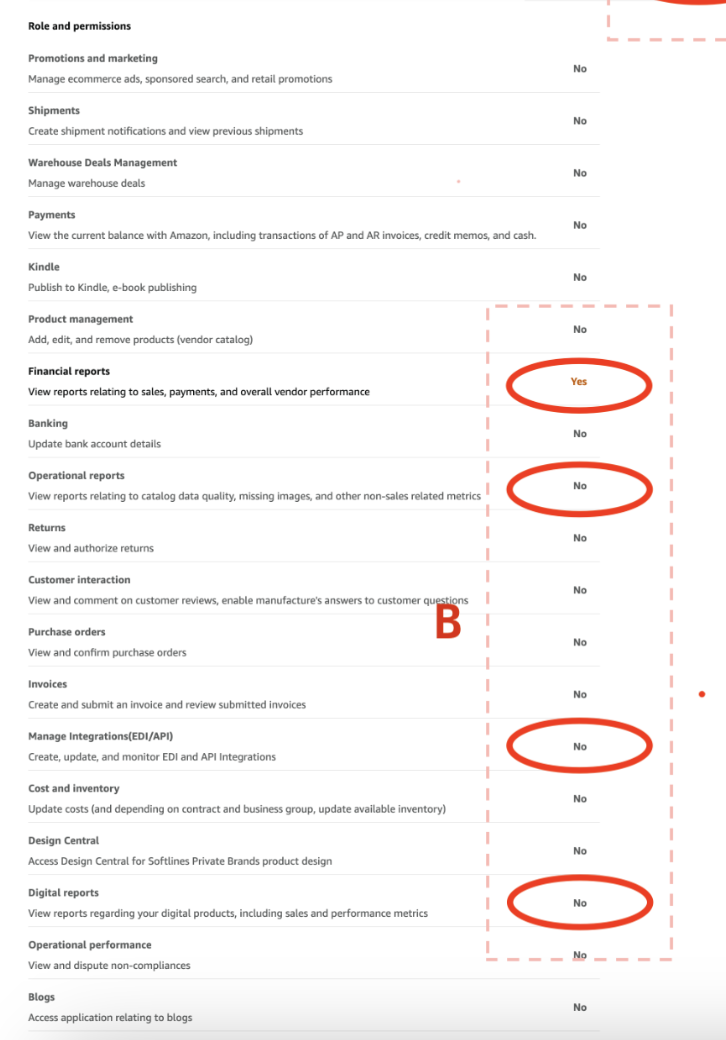 Role and permissions
Promotions and marketing
No
Manage ecommerce ads, sponsored search, and retail promotions
Shipments
No
Create shipment notifications and view previous shipments
Warehouse Deals Management
No
Manage warehouse deals
Payments
No
View the current balance with Amazon, including transactions of AP and AR invoices, credit memos, and cash.
Kindle
No
Publish to Kindle, e-book publishing
Product management
No
Add, edit, and remove products (vendor catalog)
Financial reports
Yes
View reports relating to sales, payments, and overall vendor performance
Banking
No
Update bank account details
Operational reports
No
View reports relating to catalog data quality, missing images, and other non-sales related metrics
Returns
No
View and authorize returns
Customer interaction
No
View and comment on customer reviews, enable manufacture's answers to customer questions
B
Purchase orders
No
View and confirm purchase orders
Invoices
No
Create and submit an invoice and review submitted invoices
Manage Integrations(EDI/API)
No
Create, update, and monitor EDI and API Integrations
Cost and inventory
No
Update costs (and depending on contract and business group, update available inventory)
Design Central
No
Access Design Central for Softlines Private Brands product design
Digital reports
No
View reports regarding your digital products, including sales and performance metrics
Operational performance
No
View and dispute non-compliances
Blogs
No
Access application relating to blogs